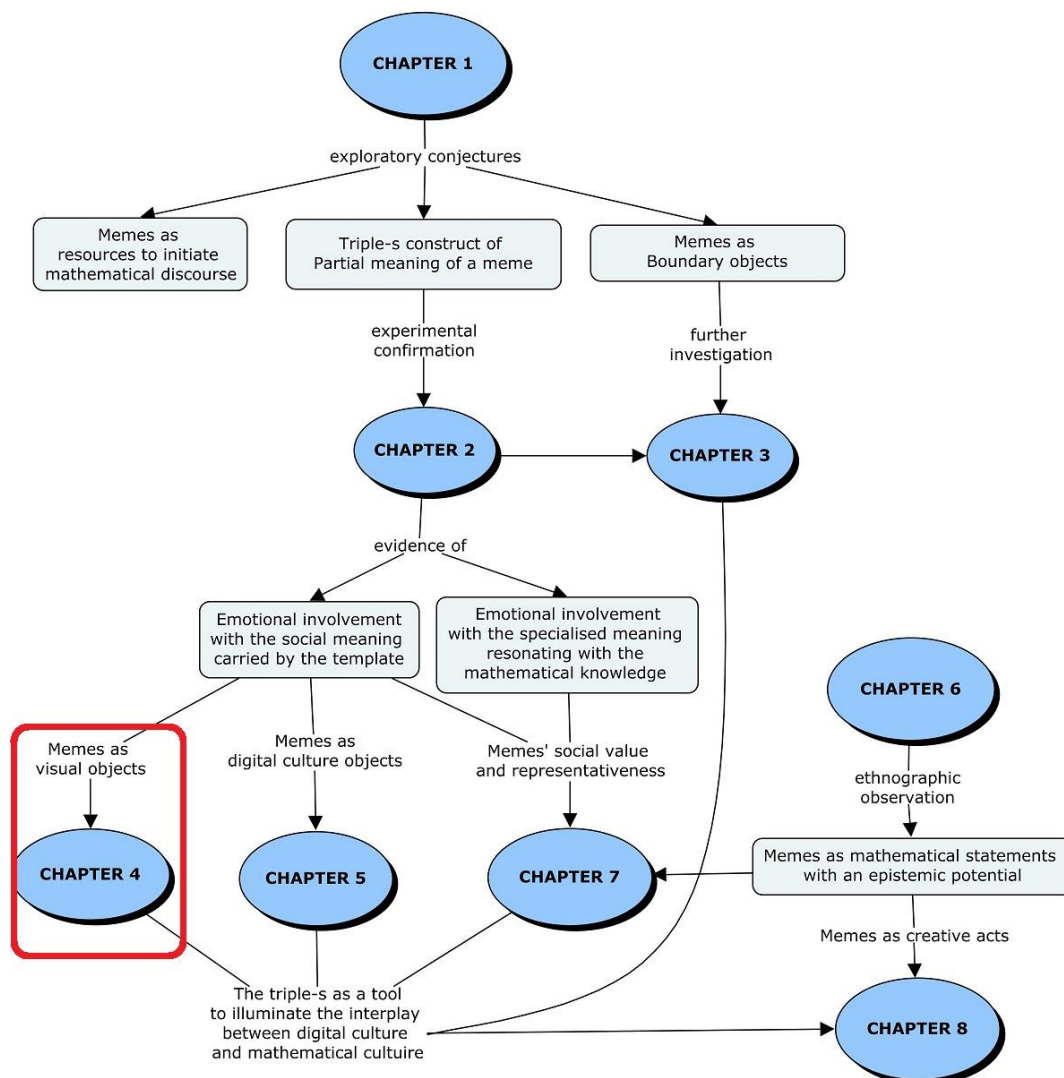 CHAPTER 1
exploratory conjectures
Memes as
resources to initiate
mathematical discourse
Triple-s construct of
Partial meaning of a meme
Memes as
Boundary objects
experimental
confirmation
further
investigation
CHAPTER 2
CHAPTER 3
evidence of
Emotional involvement
with the social meaning
carried by the template
Emotional involvement
with the specialised meaning
resonating with the
mathematical knowledge
CHAPTER 6
Memes as
visual objects
Memes as
digital culture objects
Memes' social value
and representativeness
ethnographic
observation
CHAPTER 4
CHAPTER 5
CHAPTER 7
Memes as mathematical statements
with an epistemic potential
Memes as creative acts
The triple-s as a tool
to illuminate the interplay
between digital culture
and mathematical cultuire
CHAPTER 8